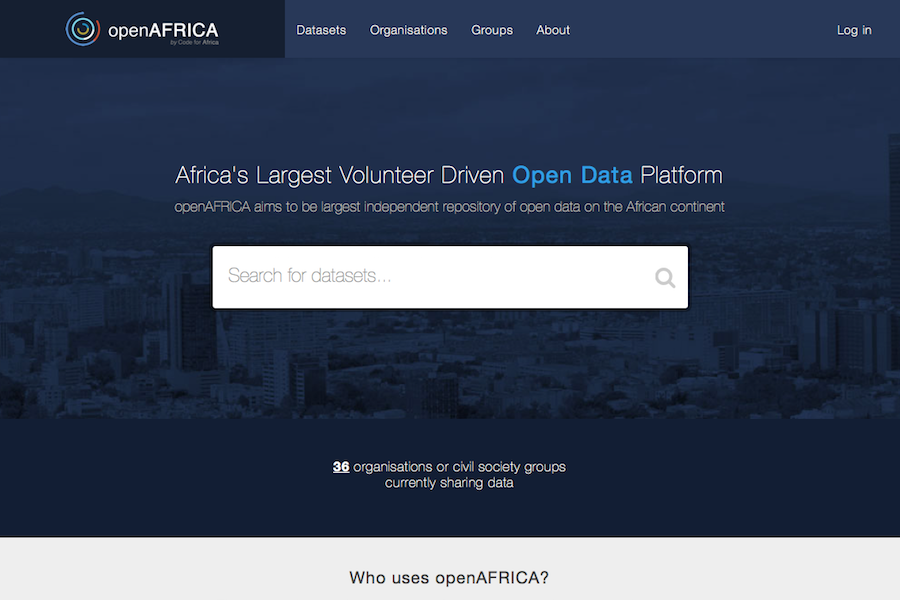 openAFRICA
by Code for Africa
Datasets
Organisations
Groups
About
Log in
Africa's Largest Volunteer Driven Open Data Platform
openAFRICA aims to be largest independent repository of open data on the African continent
Search for datasets...
36 organisations or civil society groups
currently sharing data
Who uses openAFRICA?